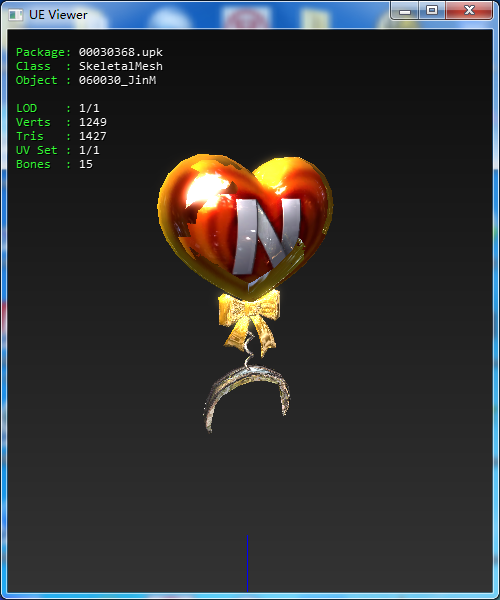 UE Viewer
Package: 00030368.upk
Class : SkeletalMesh
Object : 060030_JinM
LOD : 1/1
Verts : 1249
Tris : 1427
UV Set : 1/1
Bones : 15
N